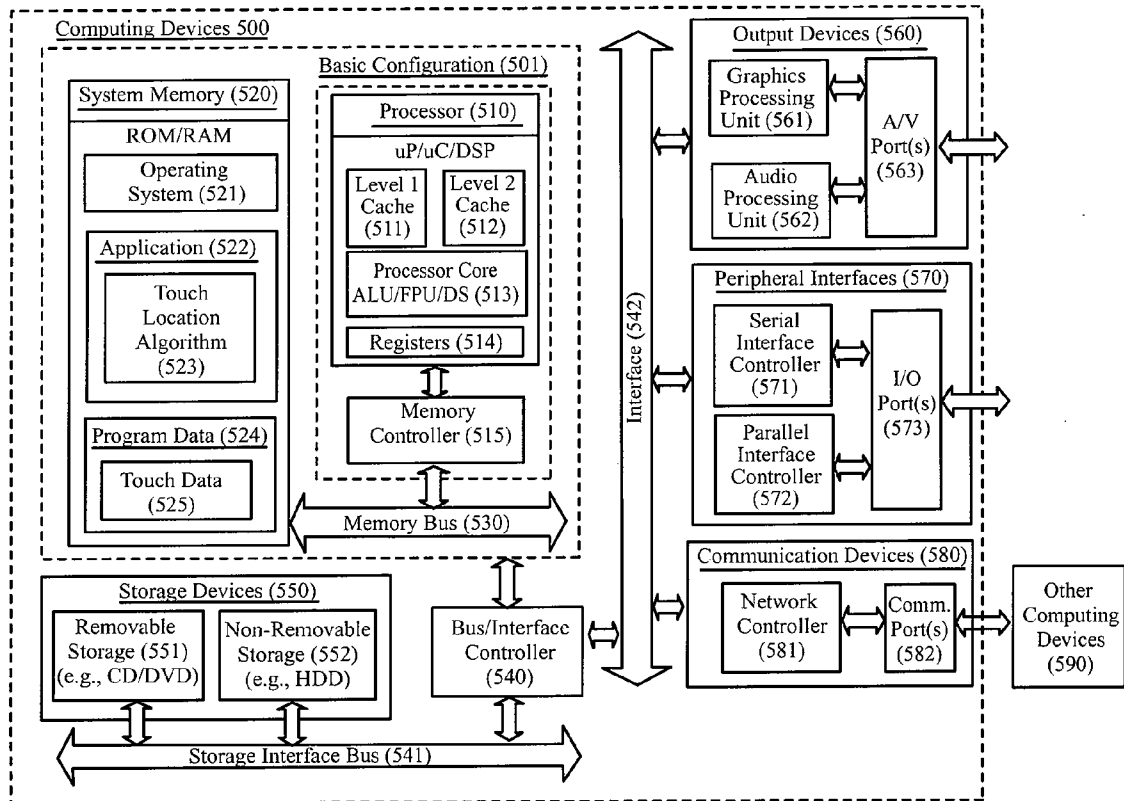 Computing Devices 500
Basic Configuration (501)
System Memory (520)
ROM/RAM
Operating
System (521)
Application (522)
Touch
Location
Algorithm
(523)
Program Data (524)
Touch Data
(525)
Processor (510)
uP/uC/DSP
Level 1
Cache
(511)
Level 2
Cache
(512)
Processor Core
ALU/FPU/DS (513)
Registers (514)
Memory
Controller (515)
Memory Bus (530)
Storage Devices (550)
Removable
Storage (551)
(e.g., CD/DVD)
Non-Removable
Storage (552)
(e.g., HDD)
Bus/Interface
Controller
(540)
Storage Interface Bus (541)
Interface (542)
Output Devices (560)
Graphics
Processing
Unit (561)
Audio
Processing
Unit (562)
A/V
Port(s)
(563)
Peripheral Interfaces (570)
Serial
Interface
Controller
(571)
Parallel
Interface
Controller
(572)
I/O
Port(s)
(573)
Communication Devices (580)
Network
Controller
(581)
Comm.
Port(s)
(582)
Other
Computing
Devices
(590)